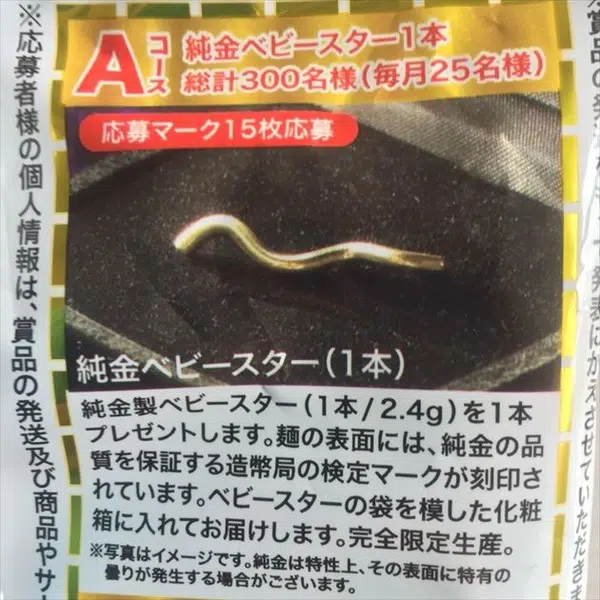 Aコース
純金ベビースター1本
総計300名様(毎月25名様)
応募マーク15枚応募
純金ベビースター(1本)
純金製ベビースター(1本/2.4g)を1本
プレゼントします。麺の表面には、純金の品
質を保証する造幣局の検定マークが刻印さ
れています。ベビースターの袋を模した化粧
箱に入れてお届けします。完全限定生産。
※写真はイメージです。純金は特性上、その表面に特有の
曇りが発生する場合がございます。
※応募者様の個人情報は、賞品の発送及び商品やサー
発表にかえさせていただきま